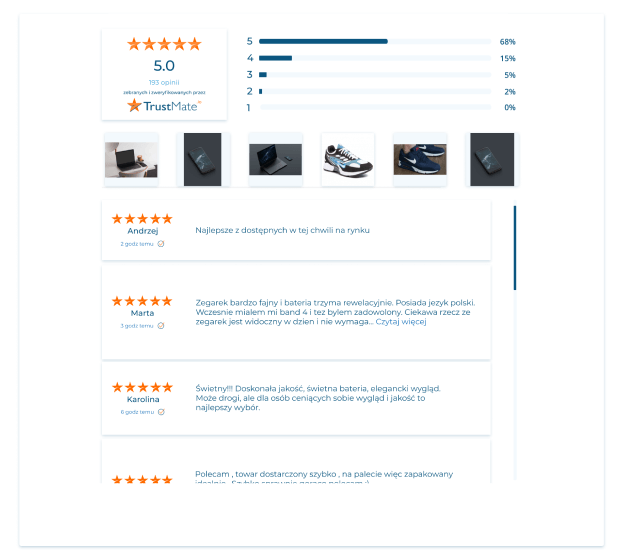 5.0
193 opinii
zebranych i zweryfikowanych przez
TrustMate
5 68%
4 15%
3 5%
2 2%
1 0%
Andrzej
2 godz temu
Najlepsze z dostępnych w tej chwili na rynku
Marta
3 godz temu
Zegarek bardzo fajny i bateria trzyma rewelacyjnie. Posiada jezyk polski.
Wczesnie mialem mi band 4 i tez bylem zadowolony. Ciekawa rzecz ze
zegarek jest widoczny w dzien i nie wymaga... Czytaj więcej
Karolina
6 godz temu
Świetny!!! Doskonała jakość, świetna bateria, elegancki wygląd.
Może drogi, ale dla osób ceniących sobie wygląd i jakość to
najlepszy wybór.
Polecam , towar dostarczony szybko , na palecie więc zapakowany